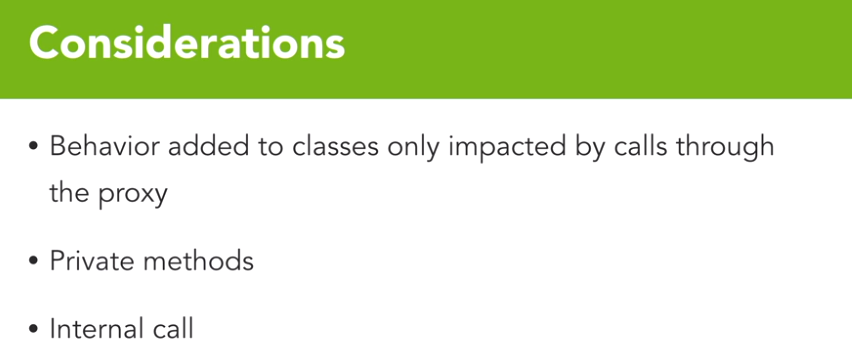 Considerations
• Behavior added to classes only impacted by calls through
the proxy
• Private methods
• Internal call